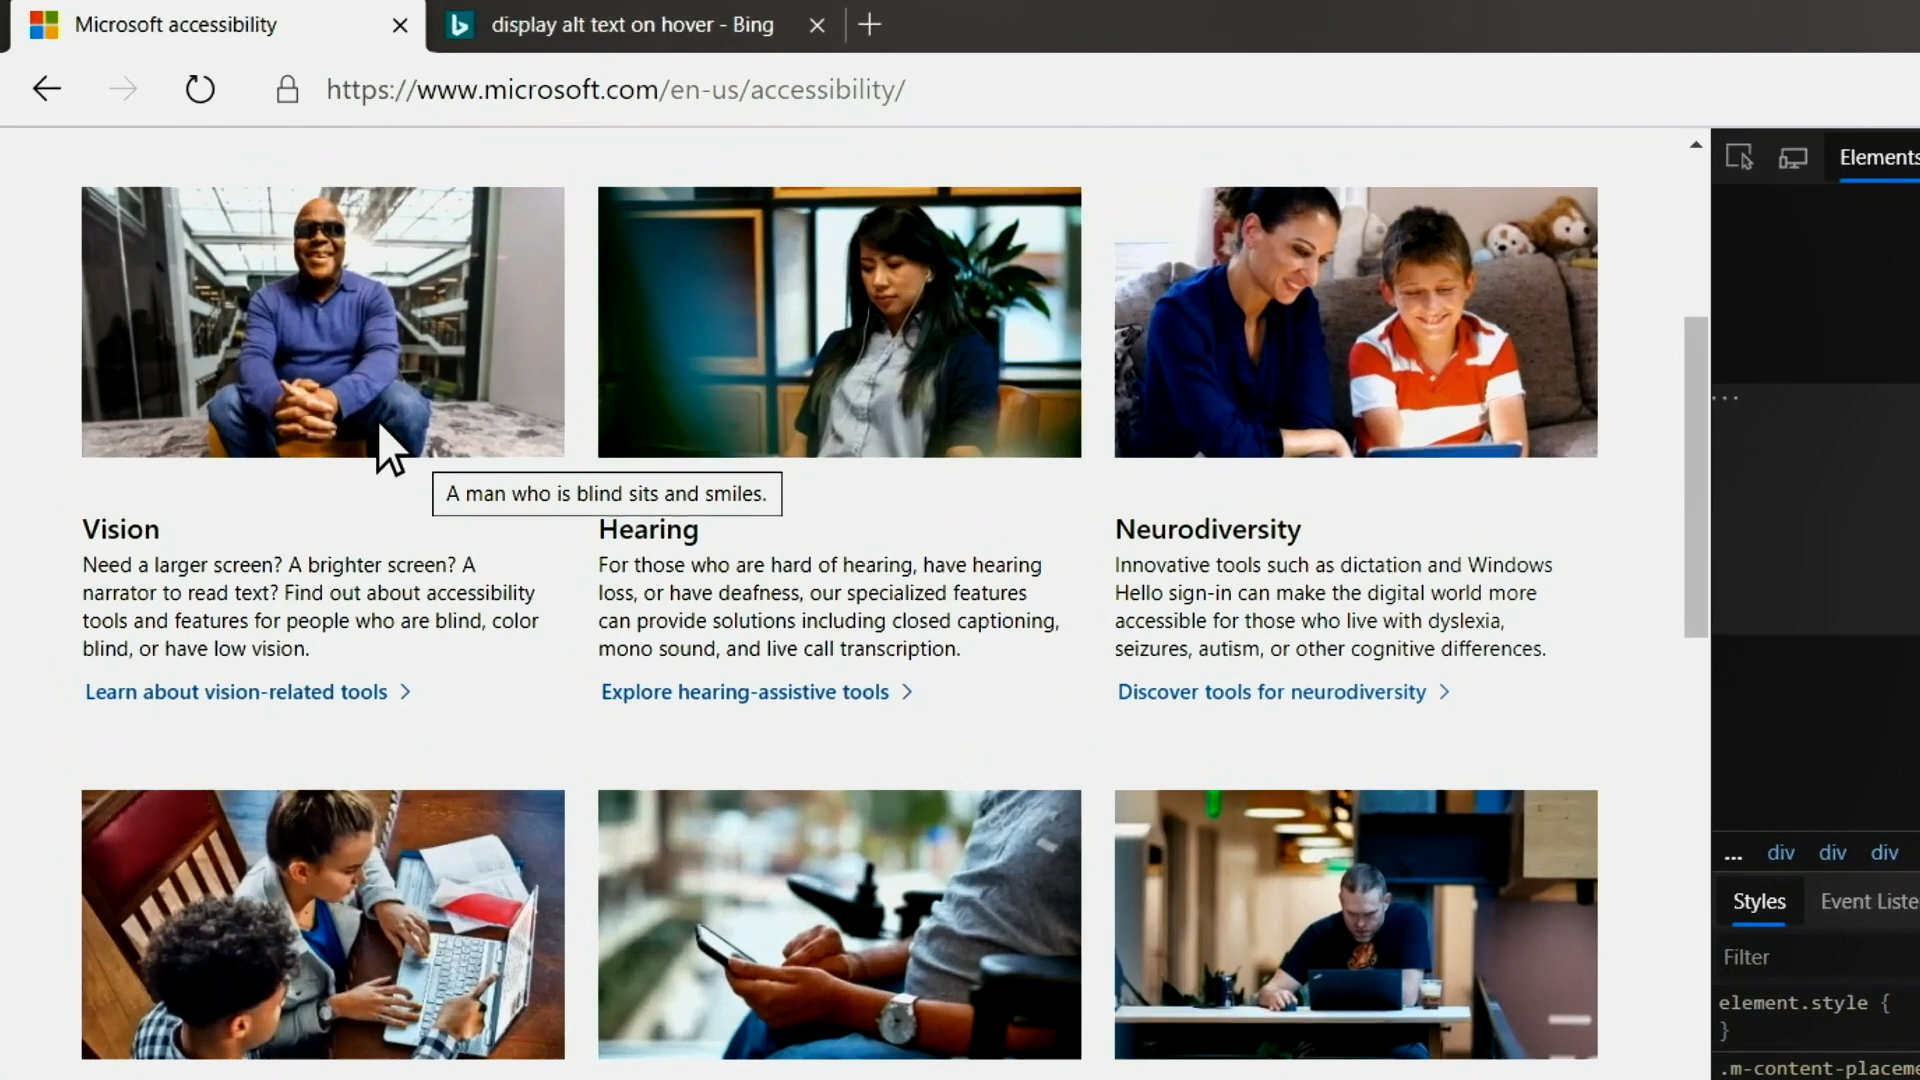 Microsoft accessibility
display alt text on hover - Bing
https://www.microsoft.com/en-us/accessibility/
Elements
A man who is blind sits and smiles.
Vision
Need a larger screen? A brighter screen? A
narrator to read text? Find out about accessibility
tools and features for people who are blind, color
blind, or have low vision.
Learn about vision-related tools >
Hearing
For those who are hard of hearing, have hearing
loss, or have deafness, our specialized features
can provide solutions including closed captioning,
mono sound, and live call transcription.
Explore hearing-assistive tools >
Neurodiversity
Innovative tools such as dictation and Windows
Hello sign-in can make the digital world more
accessible for those who live with dyslexia,
seizures, autism, or other cognitive differences.
Discover tools for neurodiversity >
... div div div
Styles Event Liste
Filter
element.style {
}
.m-content-placeme